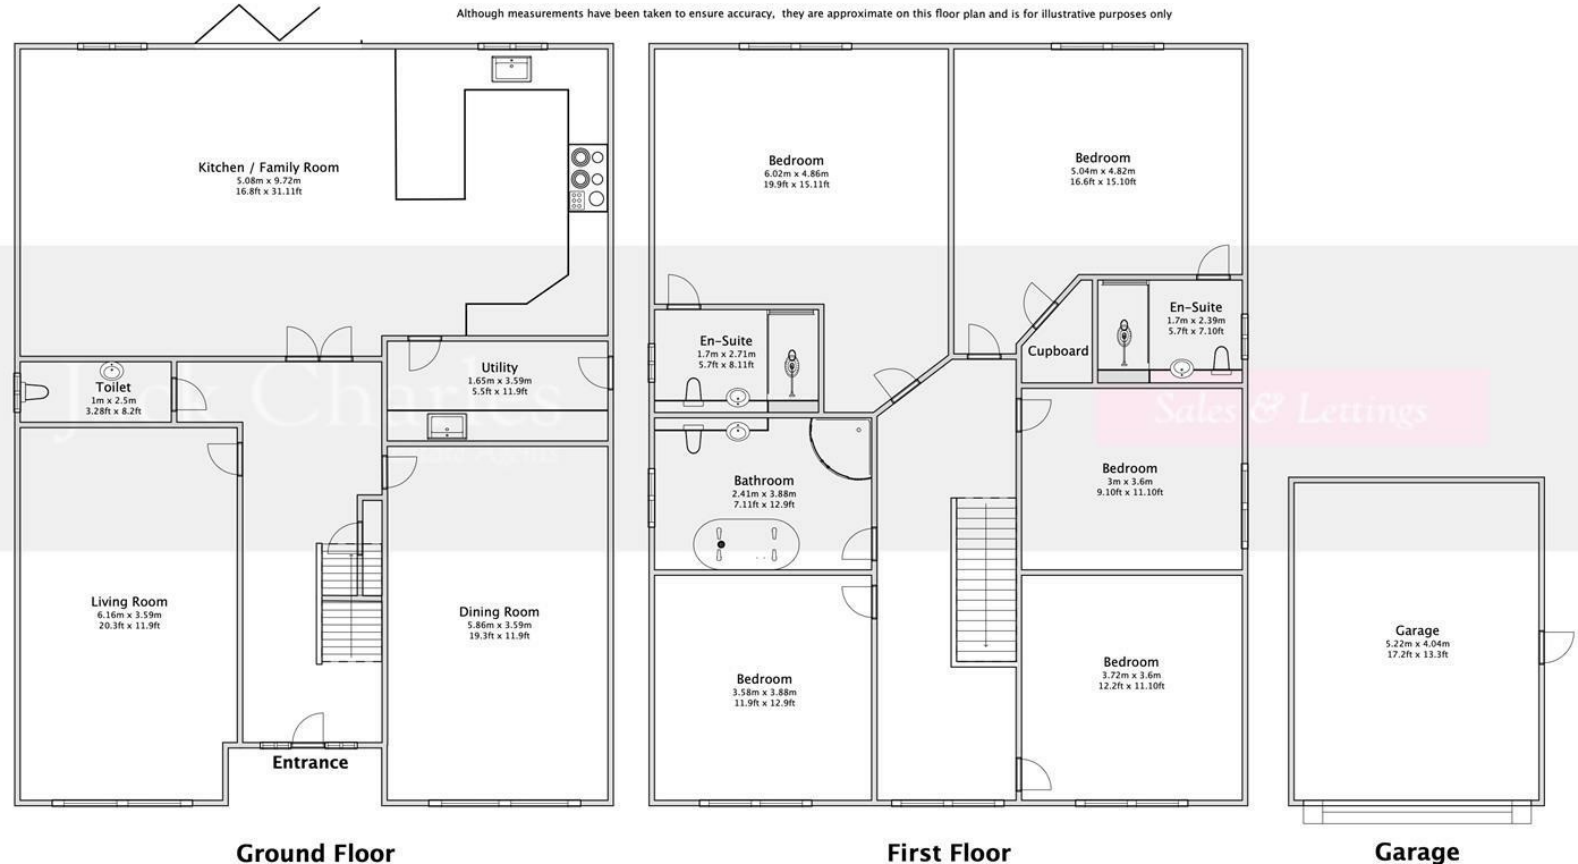 Although measurements have been taken to ensure accuracy, they are approximate on this floor plan and is for illustrative purposes only
Kitchen / Family Room
5.08m x 9.72m
16.8ft x 31.11ft
Toilet
1m x 2.5m
3.28ft x 8.2ft
Utility
1.65m x 3.59m
5.5ft x 11.9ft
Living Room
6.16m x 3.59m
20.3ft x 11.9ft
Dining Room
5.86m x 3.59m
19.3ft x 11.9ft
Entrance
Ground Floor
Bedroom
6.02m x 4.86m
19.9ft x 15.11ft
Bedroom
5.04m x 4.82m
16.6ft x 15.10ft
En-Suite
1.7m x 2.71m
5.7ft x 8.11ft
En-Suite
1.7m x 2.39m
5.7ft x 7.10ft
Cupboard
Bathroom
2.41m x 3.88m
7.11ft x 12.9ft
Bedroom
3m x 3.6m
9.10ft x 11.10ft
Bedroom
3.58m x 3.88m
11.9ft x 12.9ft
Bedroom
3.72m x 3.6m
12.2ft x 11.10ft
First Floor
Garage
5.22m x 4.04m
17.2ft x 13.3ft
Garage
Jack Charles
Sales & Lettings